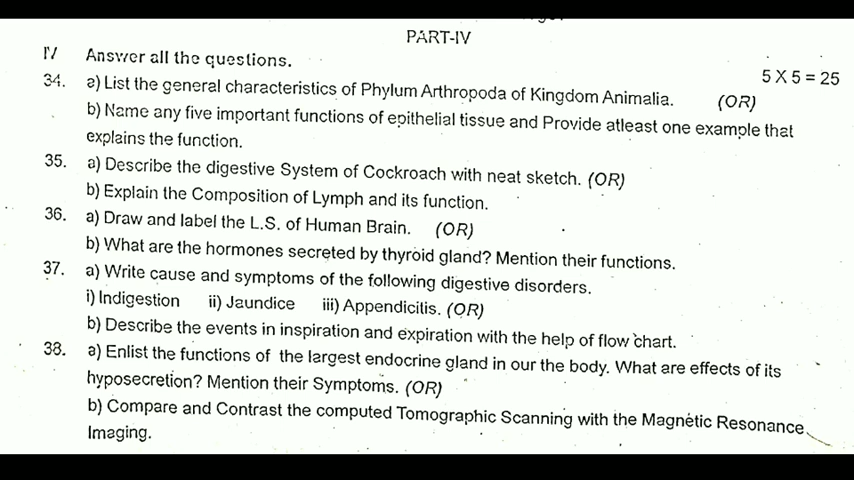 PART-IV
IV Answer all the questions. 5 X 5 = 25
34. a) List the general characteristics of Phylum Arthropoda of Kingdom Animalia. (OR)
b) Name any five important functions of epithelial tissue and Provide atleast one example that
explains the function.
35. a) Describe the digestive System of Cockroach with neat sketch. (OR)
b) Explain the Composition of Lymph and its function.
36. a) Draw and label the L.S. of Human Brain. (OR)
b) What are the hormones secreted by thyroid gland? Mention their functions.
37. a) Write cause and symptoms of the following digestive disorders.
i) Indigestion ii) Jaundice iii) Appendicitis. (OR)
b) Describe the events in inspiration and expiration with the help of flow chart.
38. a) Enlist the functions of the largest endocrine gland in our the body. What are effects of its
hyposecretion? Mention their Symptoms. (OR)
b) Compare and Contrast the computed Tomographic Scanning with the Magnetic Resonance
Imaging.